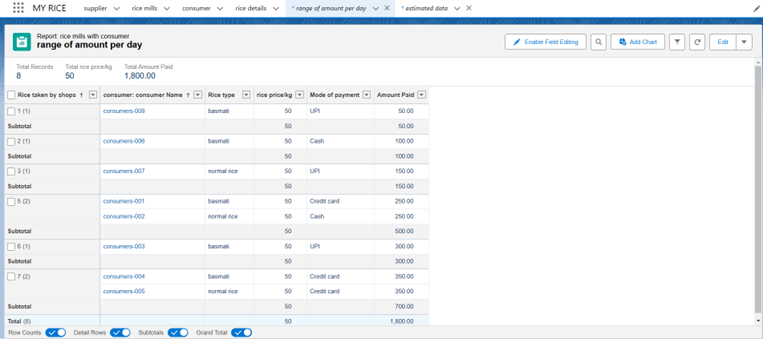 MY RICE supplier rice mills consumer rice details * range of amount per day * estimated data
Report: rice mills with consumer
range of amount per day
Enable Field Editing Add Chart Edit
Total Records Total rice price/kg Total Amount Paid
8 50 1,800.00
Rice taken by shops ↑ consumer: consumer Name ↑ Rice type rice price/kg Mode of payment Amount Paid
1 (1) consumers-008 basmati 50 UPI 50.00
Subtotal 50 50.00
2 (1) consumers-006 basmati 50 Cash 100.00
Subtotal 50 100.00
3 (1) consumers-007 normal rice 50 UPI 150.00
Subtotal 50 150.00
5 (2) consumers-001 basmati 50 Credit card 250.00
consumers-002 normal rice 50 Cash 250.00
Subtotal 50 500.00
6 (1) consumers-003 basmati 50 UPI 300.00
Subtotal 50 300.00
7 (2) consumers-004 basmati 50 Credit card 350.00
consumers-005 normal rice 50 Credit card 350.00
Subtotal 50 700.00
Total (8) 50 1,800.00
Row Counts Detail Rows Subtotals Grand Total